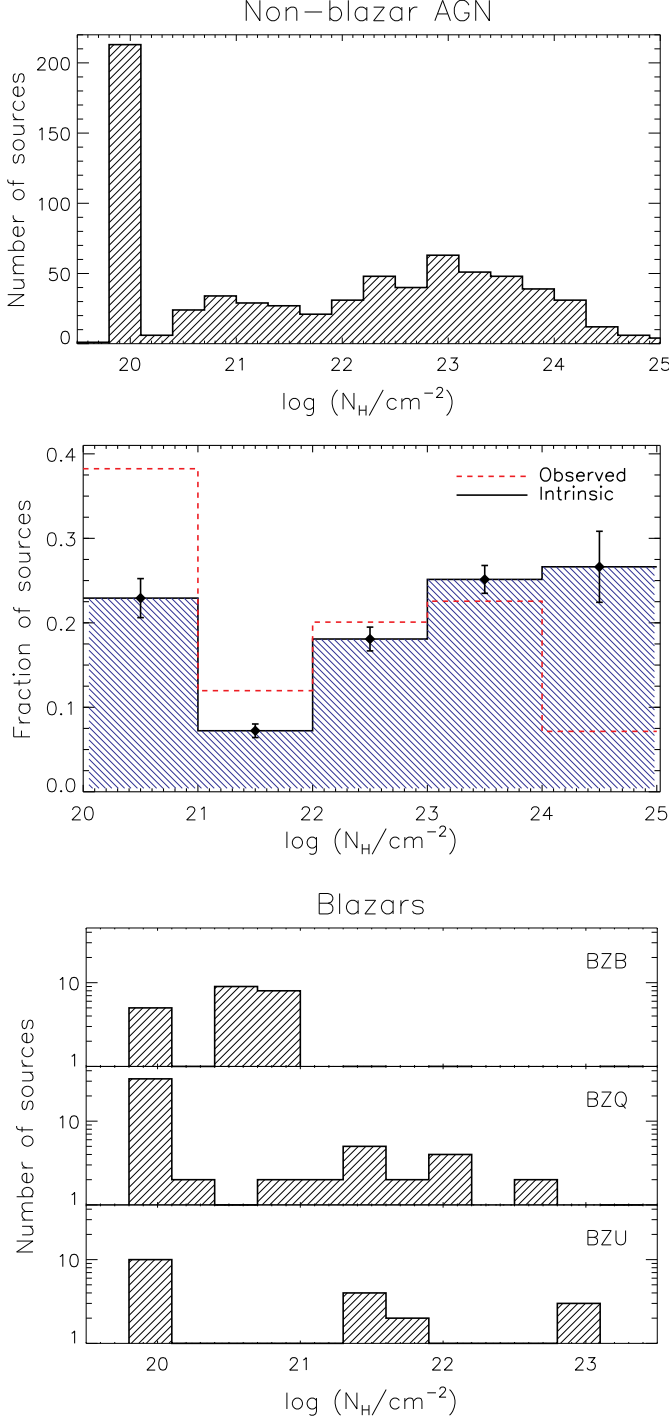 Non−blazar AGN
Number of sources
200
150
100
50
0
20 21 22 23 24 25
log (N_H/cm^−2)
Fraction of sources
0.4
0.3
0.2
0.1
0.0
Observed
Intrinsic
20 21 22 23 24 25
log (N_H/cm^−2)
Blazars
Number of sources
BZB
10
1
BZQ
10
1
BZU
10
1
20 21 22 23
log (N_H/cm^−2)